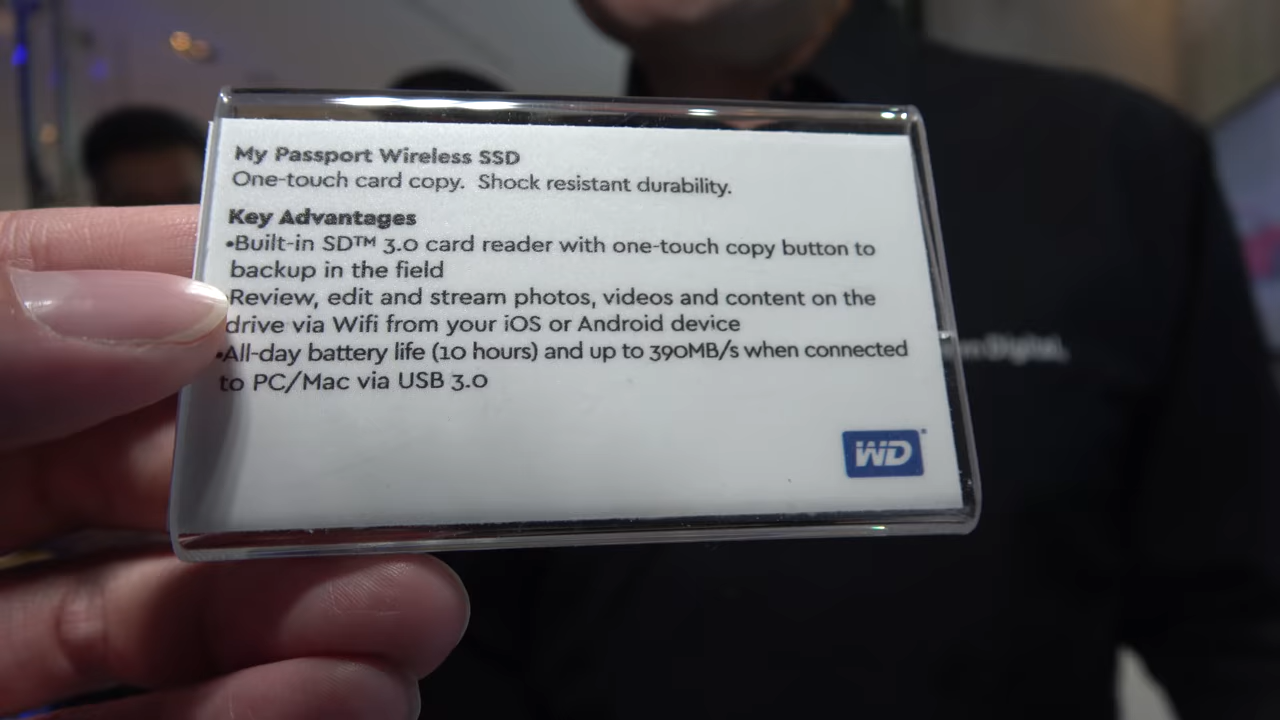 My Passport Wireless SSD
One-touch card copy. Shock resistant durability.
Key Advantages
•Built-in SD™ 3.0 card reader with one-touch copy button to
backup in the field
•Review, edit and stream photos, videos and content on the
drive via Wifi from your iOS or Android device
•All-day battery life (10 hours) and up to 390MB/s when connected
to PC/Mac via USB 3.0
WD
Digital